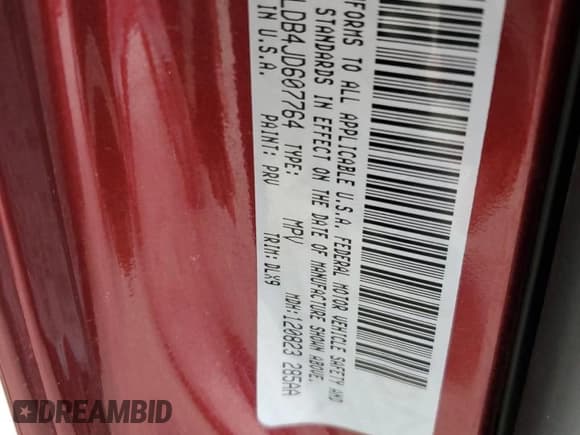 FORMS TO ALL APPLICABLE U.S.A. FEDERAL MOTOR VEHICLE SAFETY AND
STANDARDS IN EFFECT ON THE DATE OF MANUFACTURE SHOWN ABOVE.
LDB4JD607764 TYPE: MPV MDH:120823 285AA
IN U.S.A. PAINT: PRV TRIM: DLX9
DREAMBID